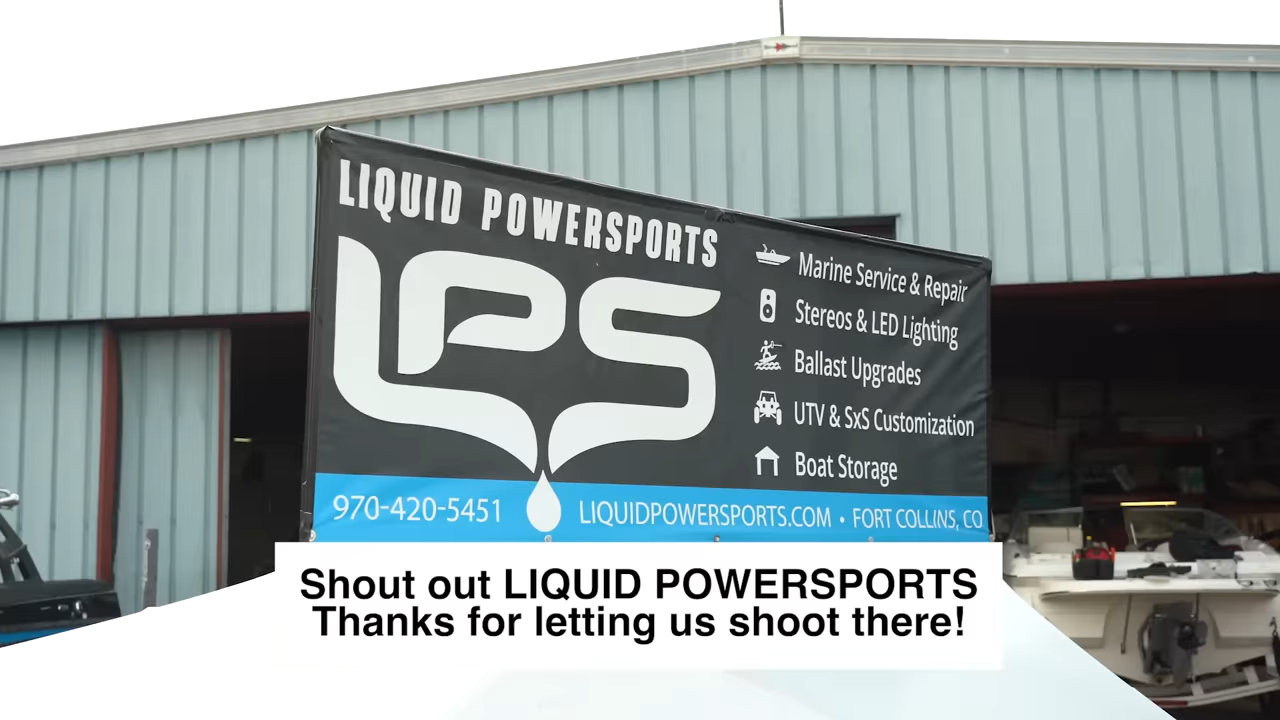 LIQUID POWERSPORTS
LPS
Marine Service & Repair
Stereos & LED Lighting
Ballast Upgrades
UTV & SxS Customization
Boat Storage
970-420-5451
LIQUIDPOWERSPORTS.COM • FORT COLLINS, CO
Shout out LIQUID POWERSPORTS
Thanks for letting us shoot there!